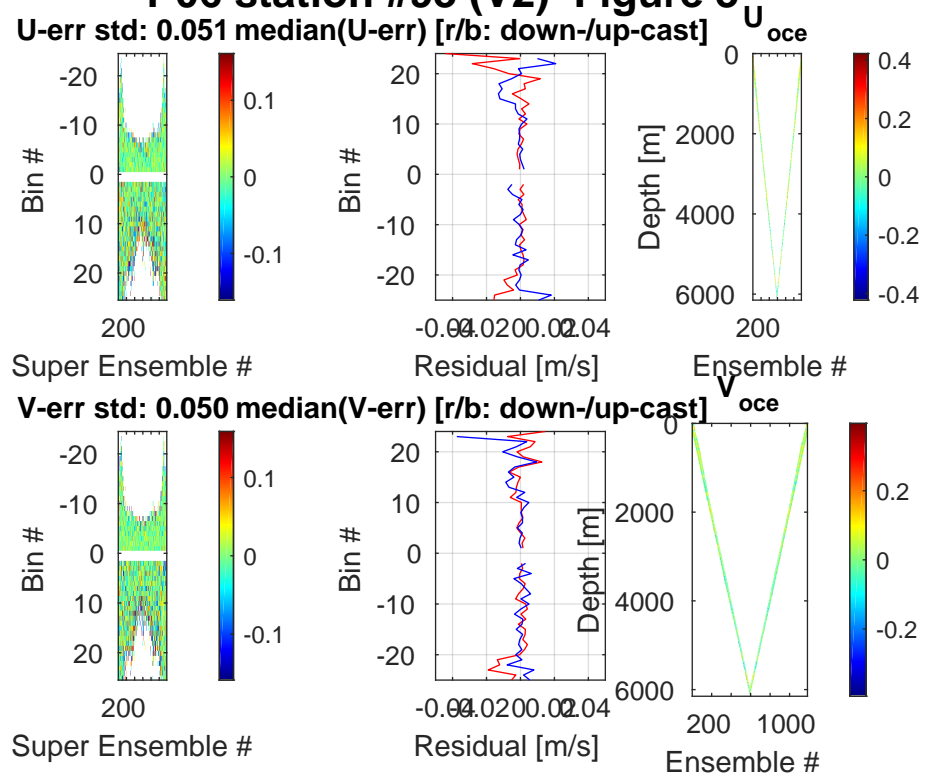 U-err std: 0.051
median(U-err) [r/b: down-/up-cast]
U
oce
-20
-10
0
10
20
Bin #
200
Super Ensemble #
0.1
0
-0.1
20
10
0
-10
-20
Bin #
Residual [m/s]
0
2000
4000
6000
Depth [m]
200
Ensemble #
0.4
0.2
0
-0.2
-0.4
V-err std: 0.050
median(V-err) [r/b: down-/up-cast]
V
oce
-20
-10
0
10
20
Bin #
200
Super Ensemble #
0.1
0
-0.1
20
10
0
-10
-20
Bin #
Residual [m/s]
0
2000
4000
6000
Depth [m]
200 1000
Ensemble #
0.2
0
-0.2